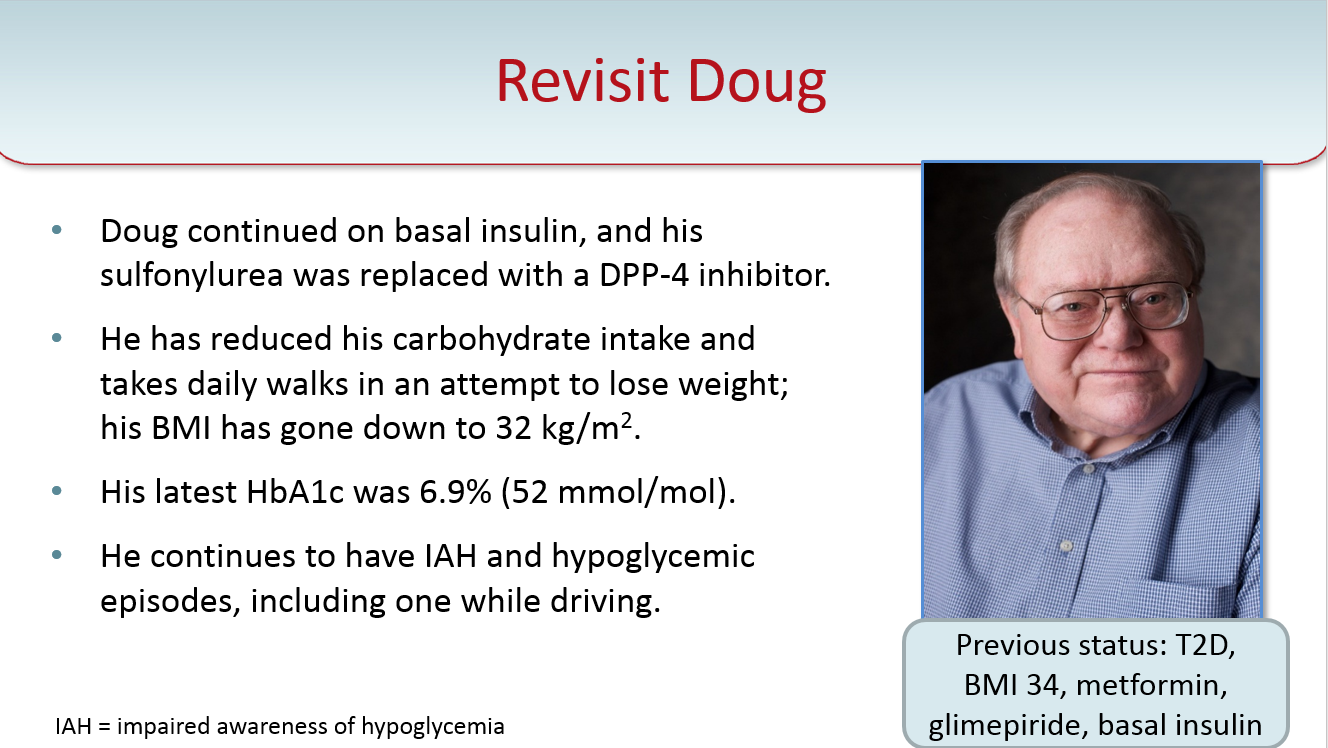 Revisit Doug
• Doug continued on basal insulin, and his
sulfonylurea was replaced with a DPP-4 inhibitor.
• He has reduced his carbohydrate intake and
takes daily walks in an attempt to lose weight;
his BMI has gone down to 32 kg/m².
• His latest HbA1c was 6.9% (52 mmol/mol).
• He continues to have IAH and hypoglycemic
episodes, including one while driving.
Previous status: T2D,
BMI 34, metformin,
glimepiride, basal insulin
IAH = impaired awareness of hypoglycemia